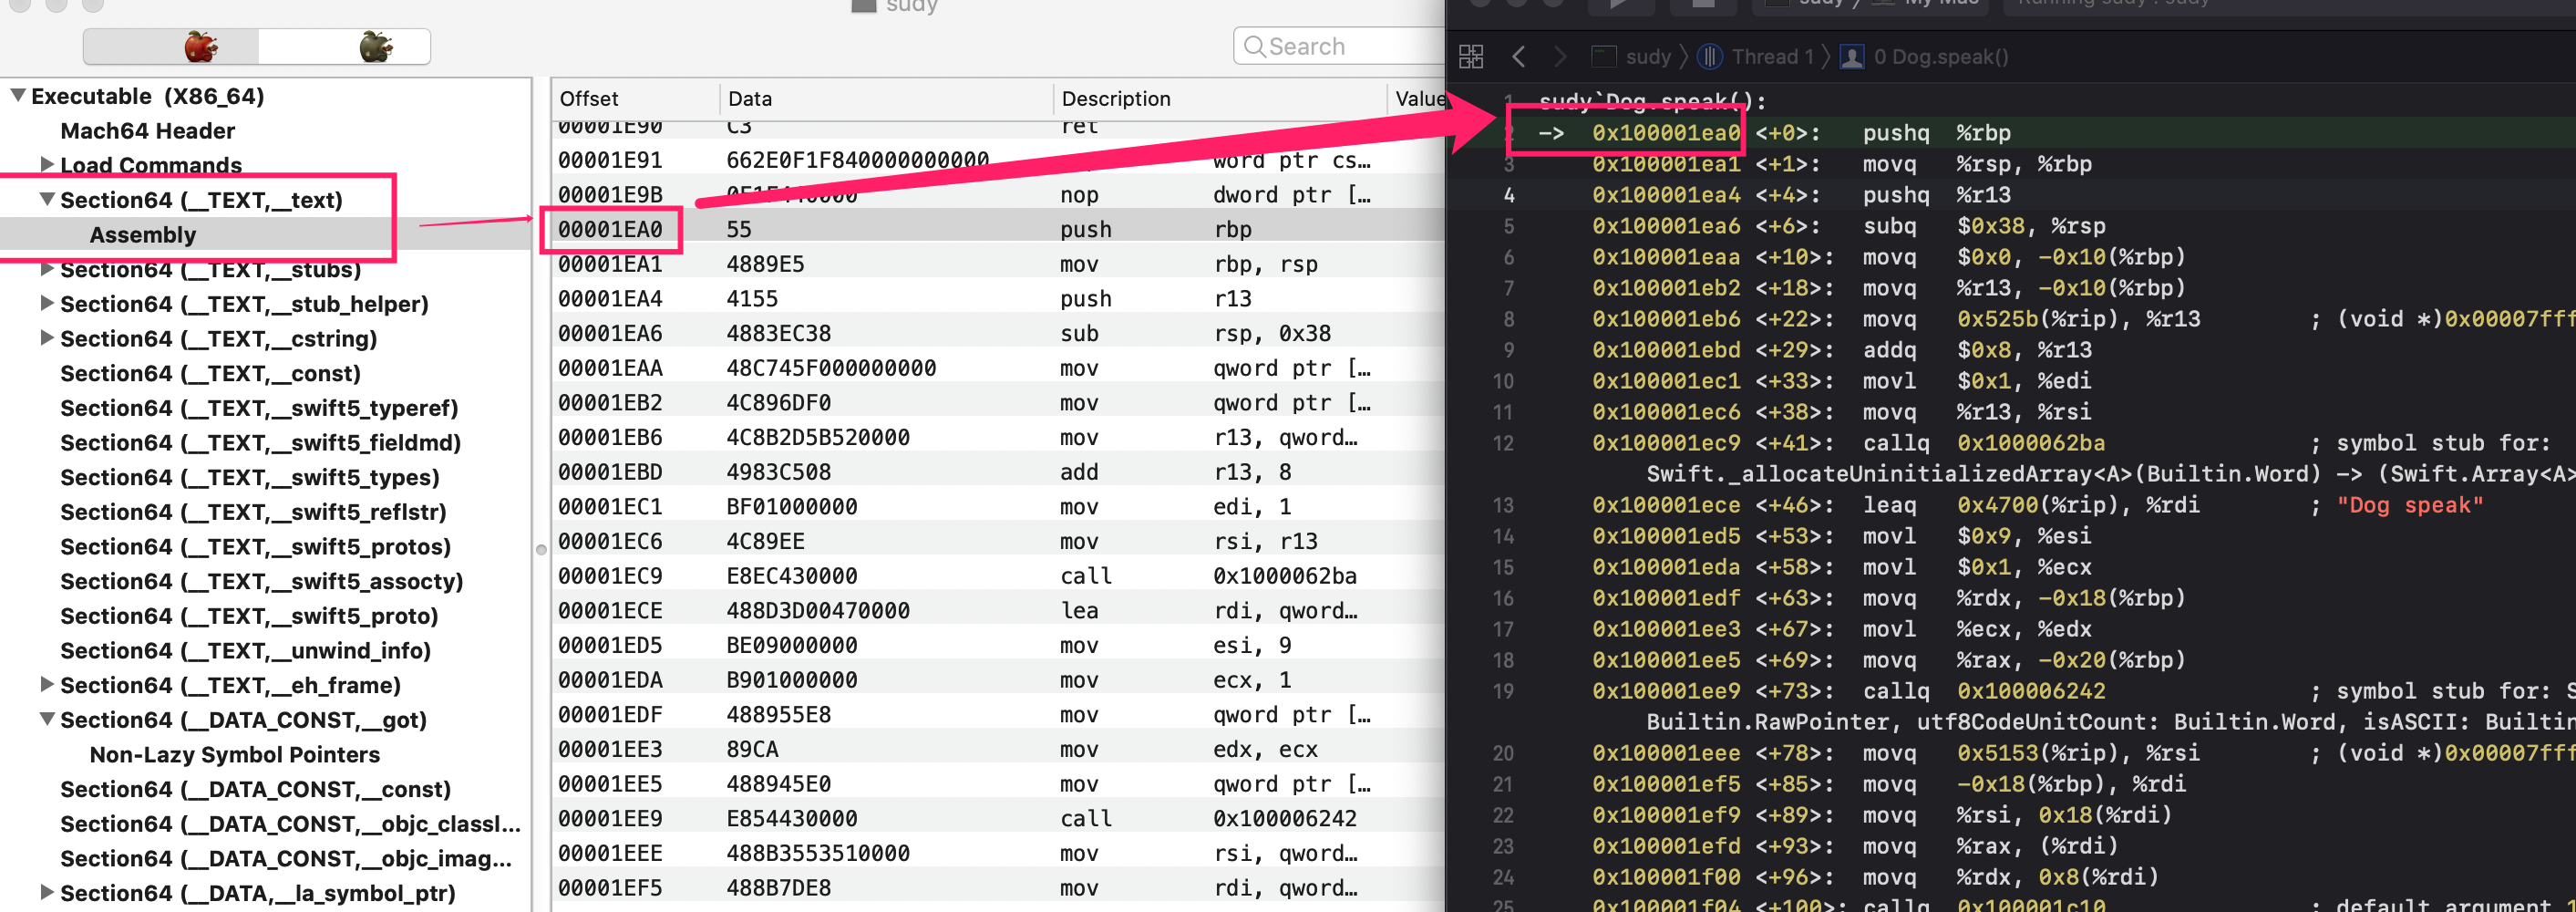 sudy
Search
Executable (X86_64)
Mach64 Header
Load Commands
Section64 (__TEXT,__text)
Assembly
Section64 (__TEXT,__stubs)
Section64 (__TEXT,__stub_helper)
Section64 (__TEXT,__cstring)
Section64 (__TEXT,__const)
Section64 (__TEXT,__swift5_typeref)
Section64 (__TEXT,__swift5_fieldmd)
Section64 (__TEXT,__swift5_types)
Section64 (__TEXT,__swift5_reflstr)
Section64 (__TEXT,__swift5_protos)
Section64 (__TEXT,__swift5_assocty)
Section64 (__TEXT,__swift5_proto)
Section64 (__TEXT,__unwind_info)
Section64 (__TEXT,__eh_frame)
Section64 (__DATA_CONST,__got)
Non-Lazy Symbol Pointers
Section64 (__DATA_CONST,__const)
Section64 (__DATA_CONST,__objc_classl...
Section64 (__DATA_CONST,__objc_imag...
Section64 (__DATA,__la_symbol_ptr)
Offset Data Description Value
00001E90 C3 ret
00001E91 662E0F1F840000000000 word ptr cs...
00001E9B 0F1F440000 nop dword ptr [...
00001EA0 55 push rbp
00001EA1 4889E5 mov rbp, rsp
00001EA4 4155 push r13
00001EA6 4883EC38 sub rsp, 0x38
00001EAA 48C745F000000000 mov qword ptr [...
00001EB2 4C896DF0 mov qword ptr [...
00001EB6 4C8B2D5B520000 mov r13, qword...
00001EBD 4983C508 add r13, 8
00001EC1 BF01000000 mov edi, 1
00001EC6 4C89EE mov rsi, r13
00001EC9 E8EC430000 call 0x1000062ba
00001ECE 488D3D00470000 lea rdi, qword...
00001ED5 BE09000000 mov esi, 9
00001EDA B901000000 mov ecx, 1
00001EDF 488955E8 mov qword ptr [...
00001EE3 89CA mov edx, ecx
00001EE5 488945E0 mov qword ptr [...
00001EE9 E854430000 call 0x100006242
00001EEE 488B3553510000 mov rsi, qword...
00001EF5 488B7DE8 mov rdi, qword...
sudy / My Mac Running sudy : sudy
sudy Thread 1 0 Dog.speak()
1 sudy`Dog.speak():
2 -> 0x100001ea0 <+0>: pushq %rbp
3 0x100001ea1 <+1>: movq %rsp, %rbp
4 0x100001ea4 <+4>: pushq %r13
5 0x100001ea6 <+6>: subq $0x38, %rsp
6 0x100001eaa <+10>: movq $0x0, -0x10(%rbp)
7 0x100001eb2 <+18>: movq %r13, -0x10(%rbp)
8 0x100001eb6 <+22>: movq 0x525b(%rip), %r13 ; (void *)0x00007fff
9 0x100001ebd <+29>: addq $0x8, %r13
10 0x100001ec1 <+33>: movl $0x1, %edi
11 0x100001ec6 <+38>: movq %r13, %rsi
12 0x100001ec9 <+41>: callq 0x1000062ba ; symbol stub for:
Swift._allocateUninitializedArray<A>(Builtin.Word) -> (Swift.Array<A>
13 0x100001ece <+46>: leaq 0x4700(%rip), %rdi ; "Dog speak"
14 0x100001ed5 <+53>: movl $0x9, %esi
15 0x100001eda <+58>: movl $0x1, %ecx
16 0x100001edf <+63>: movq %rdx, -0x18(%rbp)
17 0x100001ee3 <+67>: movl %ecx, %edx
18 0x100001ee5 <+69>: movq %rax, -0x20(%rbp)
19 0x100001ee9 <+73>: callq 0x100006242 ; symbol stub for: S
Builtin.RawPointer, utf8CodeUnitCount: Builtin.Word, isASCII: Builtin
20 0x100001eee <+78>: movq 0x5153(%rip), %rsi ; (void *)0x00007fff
21 0x100001ef5 <+85>: movq -0x18(%rbp), %rdi
22 0x100001ef9 <+89>: movq %rsi, 0x18(%rdi)
23 0x100001efd <+93>: movq %rax, (%rdi)
24 0x100001f00 <+96>: movq %rdx, 0x8(%rdi)
25 0x100001f04 <+100>: callq 0x100001c10 ; default argument 1